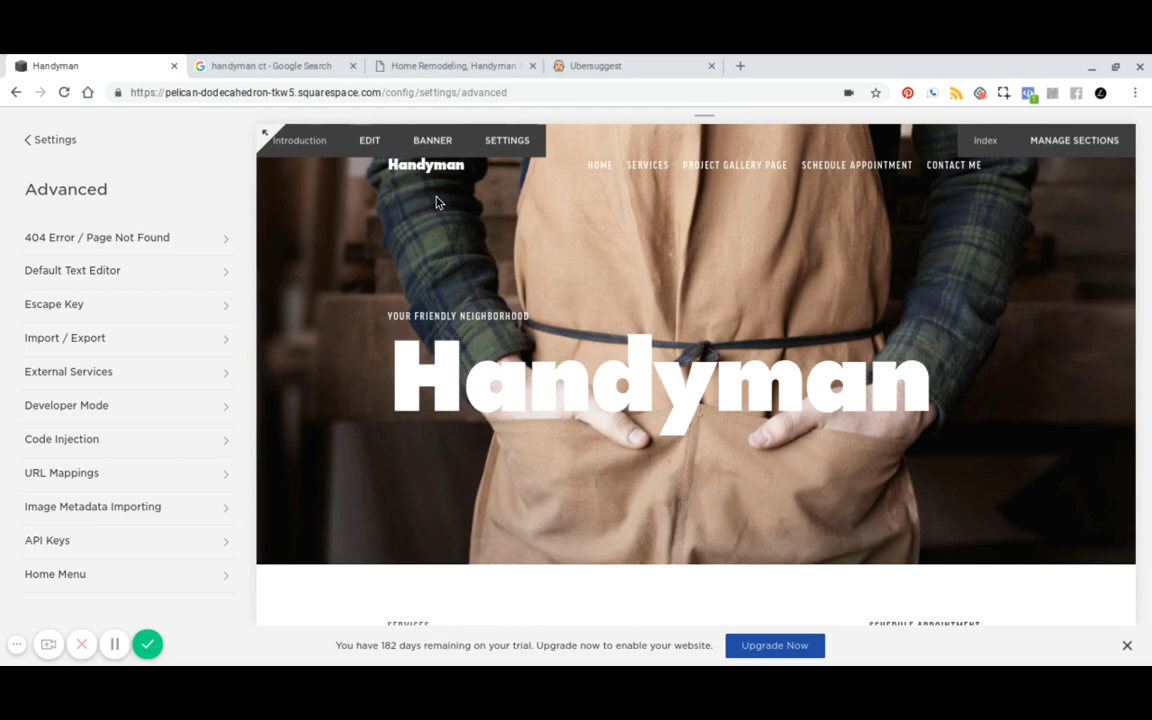 Handyman
handyman ct - Google Search
Home Remodeling, Handyman
Ubersuggest
https://pelican-dodecahedron-tkw5.squarespace.com/config/settings/advanced
Settings
Introduction EDIT BANNER SETTINGS
Index MANAGE SECTIONS
Handyman
HOME SERVICES PROJECT GALLERY PAGE SCHEDULE APPOINTMENT CONTACT ME
Advanced
404 Error / Page Not Found
Default Text Editor
Escape Key
Import / Export
External Services
Developer Mode
Code Injection
URL Mappings
Image Metadata Importing
API Keys
Home Menu
YOUR FRIENDLY NEIGHBORHOOD
Handyman
SERVICES
SCHEDULE APPOINTMENT
You have 182 days remaining on your trial. Upgrade now to enable your website.
Upgrade Now